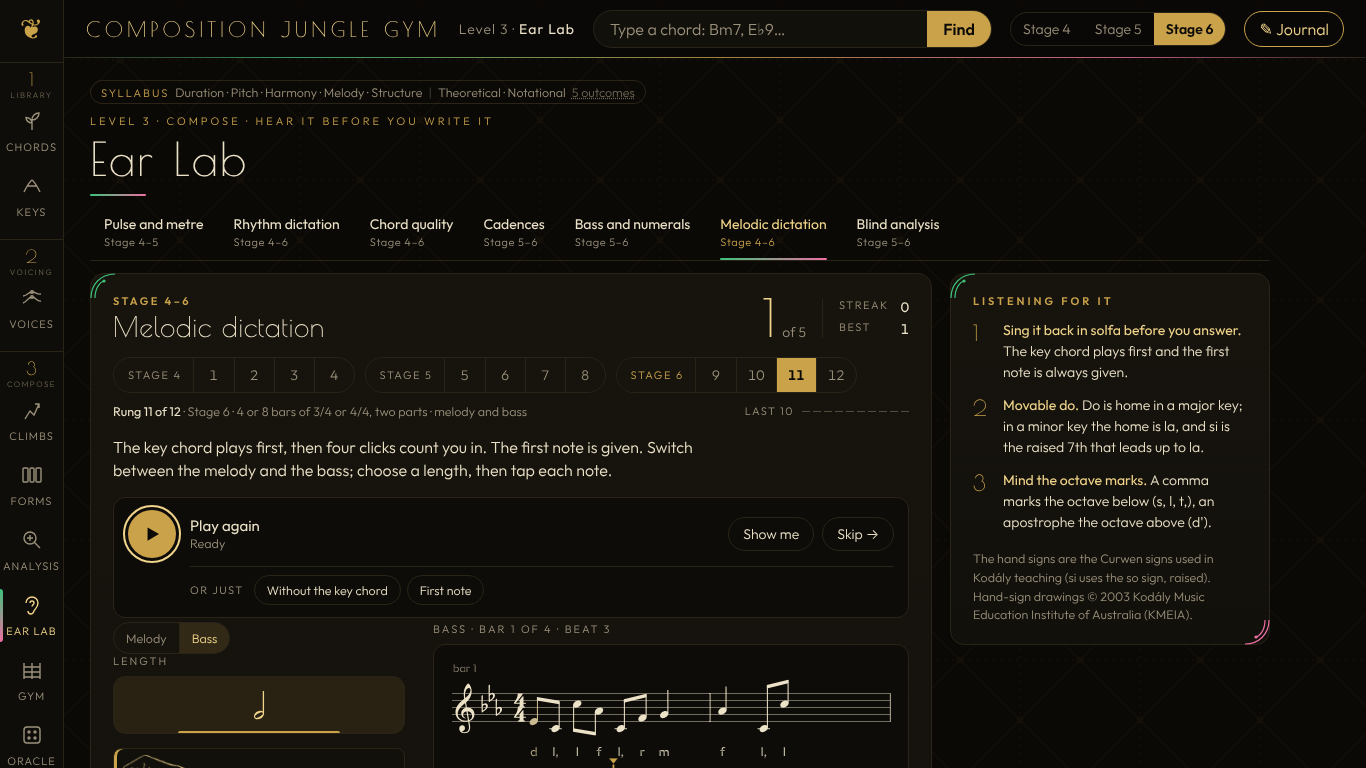 COMPOSITION JUNGLE GYM
Level 3 · Ear Lab
Type a chord: Bm7, E♭9...
Find
Stage 4
Stage 5
Stage 6
✎ Journal
1
LIBRARY
CHORDS
KEYS
2
VOICING
VOICES
3
COMPOSE
CLIMBS
FORMS
ANALYSIS
EAR LAB
GYM
ORACLE
SYLLABUS Duration · Pitch · Harmony · Melody · Structure | Theoretical · Notational 5 outcomes
LEVEL 3 · COMPOSE · HEAR IT BEFORE YOU WRITE IT
Ear Lab
Pulse and metre
Stage 4–5
Rhythm dictation
Stage 4–6
Chord quality
Stage 4–6
Cadences
Stage 5–6
Bass and numerals
Stage 5–6
Melodic dictation
Stage 4–6
Blind analysis
Stage 5–6
STAGE 4–6
Melodic dictation
1 of 5
STREAK 0
BEST 1
STAGE 4 1 2 3 4
STAGE 5 5 6 7 8
STAGE 6 9 10 11 12
Rung 11 of 12 · Stage 6 · 4 or 8 bars of 3/4 or 4/4, two parts · melody and bass
LAST 10
The key chord plays first, then four clicks count you in. The first note is given. Switch
between the melody and the bass; choose a length, then tap each note.
Play again
Ready
Show me
Skip →
OR JUST
Without the key chord
First note
Melody
Bass
LENGTH
BASS · BAR 1 OF 4 · BEAT 3
bar 1
4
4
d l, l f l, r m f l, l
LISTENING FOR IT
1
Sing it back in solfa before you answer.
The key chord plays first and the first
note is always given.
2
Movable do. Do is home in a major key;
in a minor key the home is la, and si is
the raised 7th that leads up to la.
3
Mind the octave marks. A comma
marks the octave below (s, l, t,), an
apostrophe the octave above (d').
The hand signs are the Curwen signs used in
Kodály teaching (si uses the so sign, raised).
Hand-sign drawings © 2003 Kodály Music
Education Institute of Australia (KMEIA).